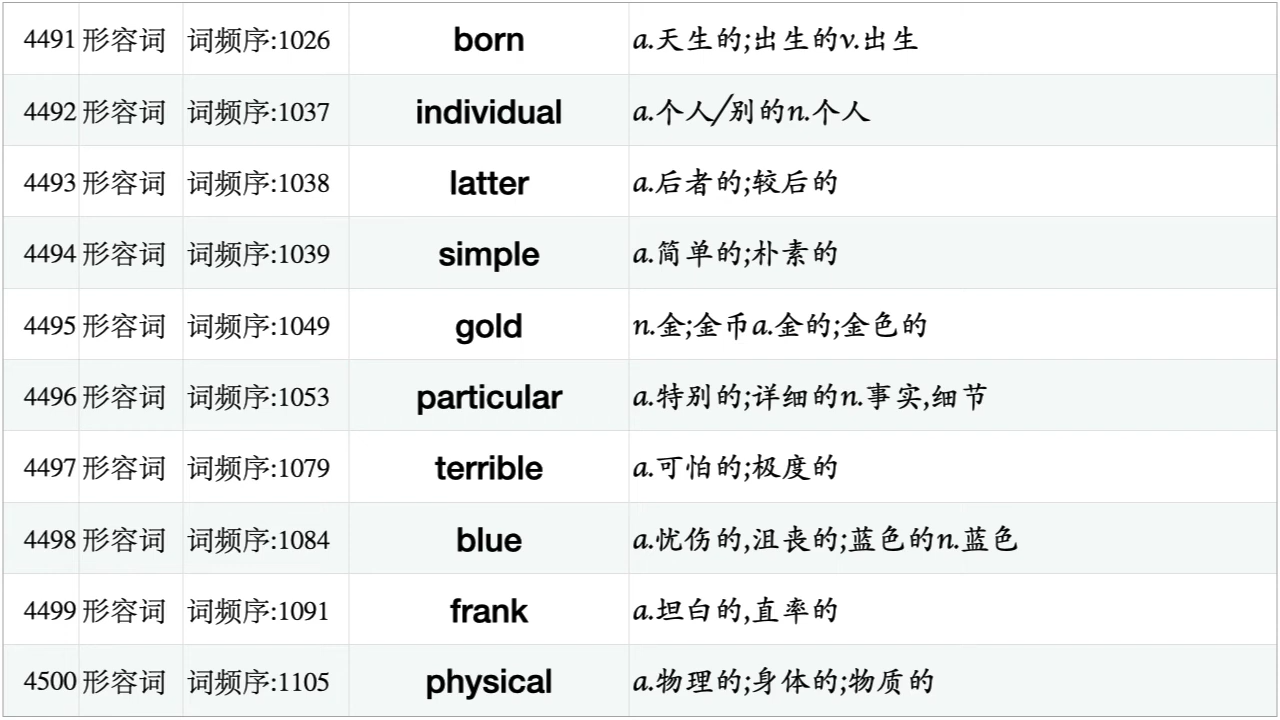 4491 形容词 词频序:1026 born a.天生的;出生的v.出生
4492 形容词 词频序:1037 individual a.个人/别的n.个人
4493 形容词 词频序:1038 latter a.后者的;较后的
4494 形容词 词频序:1039 simple a.简单的;朴素的
4495 形容词 词频序:1049 gold n.金;金币a.金的;金色的
4496 形容词 词频序:1053 particular a.特别的;详细的n.事实,细节
4497 形容词 词频序:1079 terrible a.可怕的;极度的
4498 形容词 词频序:1084 blue a.忧伤的,沮丧的;蓝色的n.蓝色
4499 形容词 词频序:1091 frank a.坦白的,直率的
4500 形容词 词频序:1105 physical a.物理的;身体的;物质的